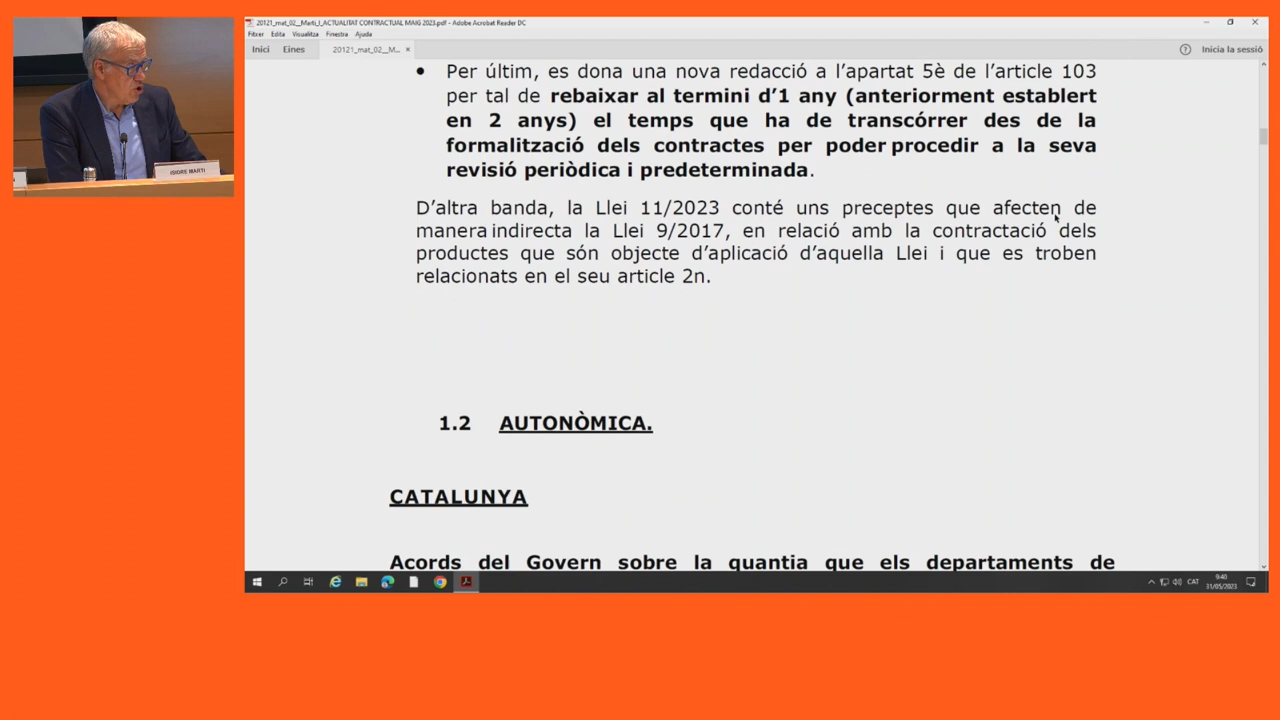 20121_mat_02__Marti_I_ACTUALITAT CONTRACTUAL MAIG 2023.pdf - Adobe Acrobat Reader DC
Fitxer Edita Visualitza Finestra Ajuda
Inici Eines 20121_mat_02__M... × Inicia la sessió
• Per últim, es dona una nova redacció a l’apartat 5è de l’article 103
per tal de rebaixar al termini d’1 any (anteriorment establert
en 2 anys) el temps que ha de transcórrer des de la
formalització dels contractes per poder procedir a la seva
revisió periòdica i predeterminada.
D’altra banda, la Llei 11/2023 conté uns preceptes que afecten de
manera indirecta la Llei 9/2017, en relació amb la contractació dels
productes que són objecte d’aplicació d’aquella Llei i que es troben
relacionats en el seu article 2n.
1.2 AUTONÒMICA.
CATALUNYA
Acords del Govern sobre la quantia que els departaments de
ISIDRE MARTI
CAT
9:40
31/05/2023